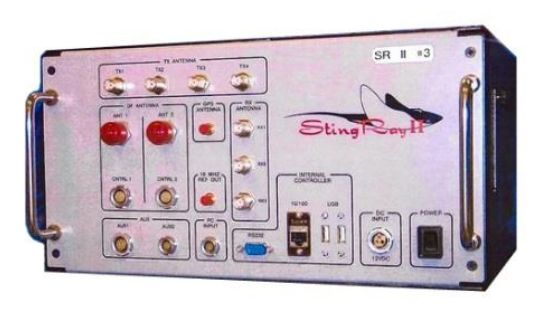 SR II #3
TX ANTENNA
TX1 TX2 TX3 TX4
DF ANTENNA
ANT 1 ANT 2
GPS
ANTENNA
RX
ANTENNA
StingRay II
RX1
CNTRL 1 CNTRL 2
10 MHZ
REF OUT
RX2
RX3
INTERNAL
CONTROLLER
10/100 USB
AUX
AUX1 AUX2
PC
INPUT
RS232
DC
INPUT
12VDC
POWER